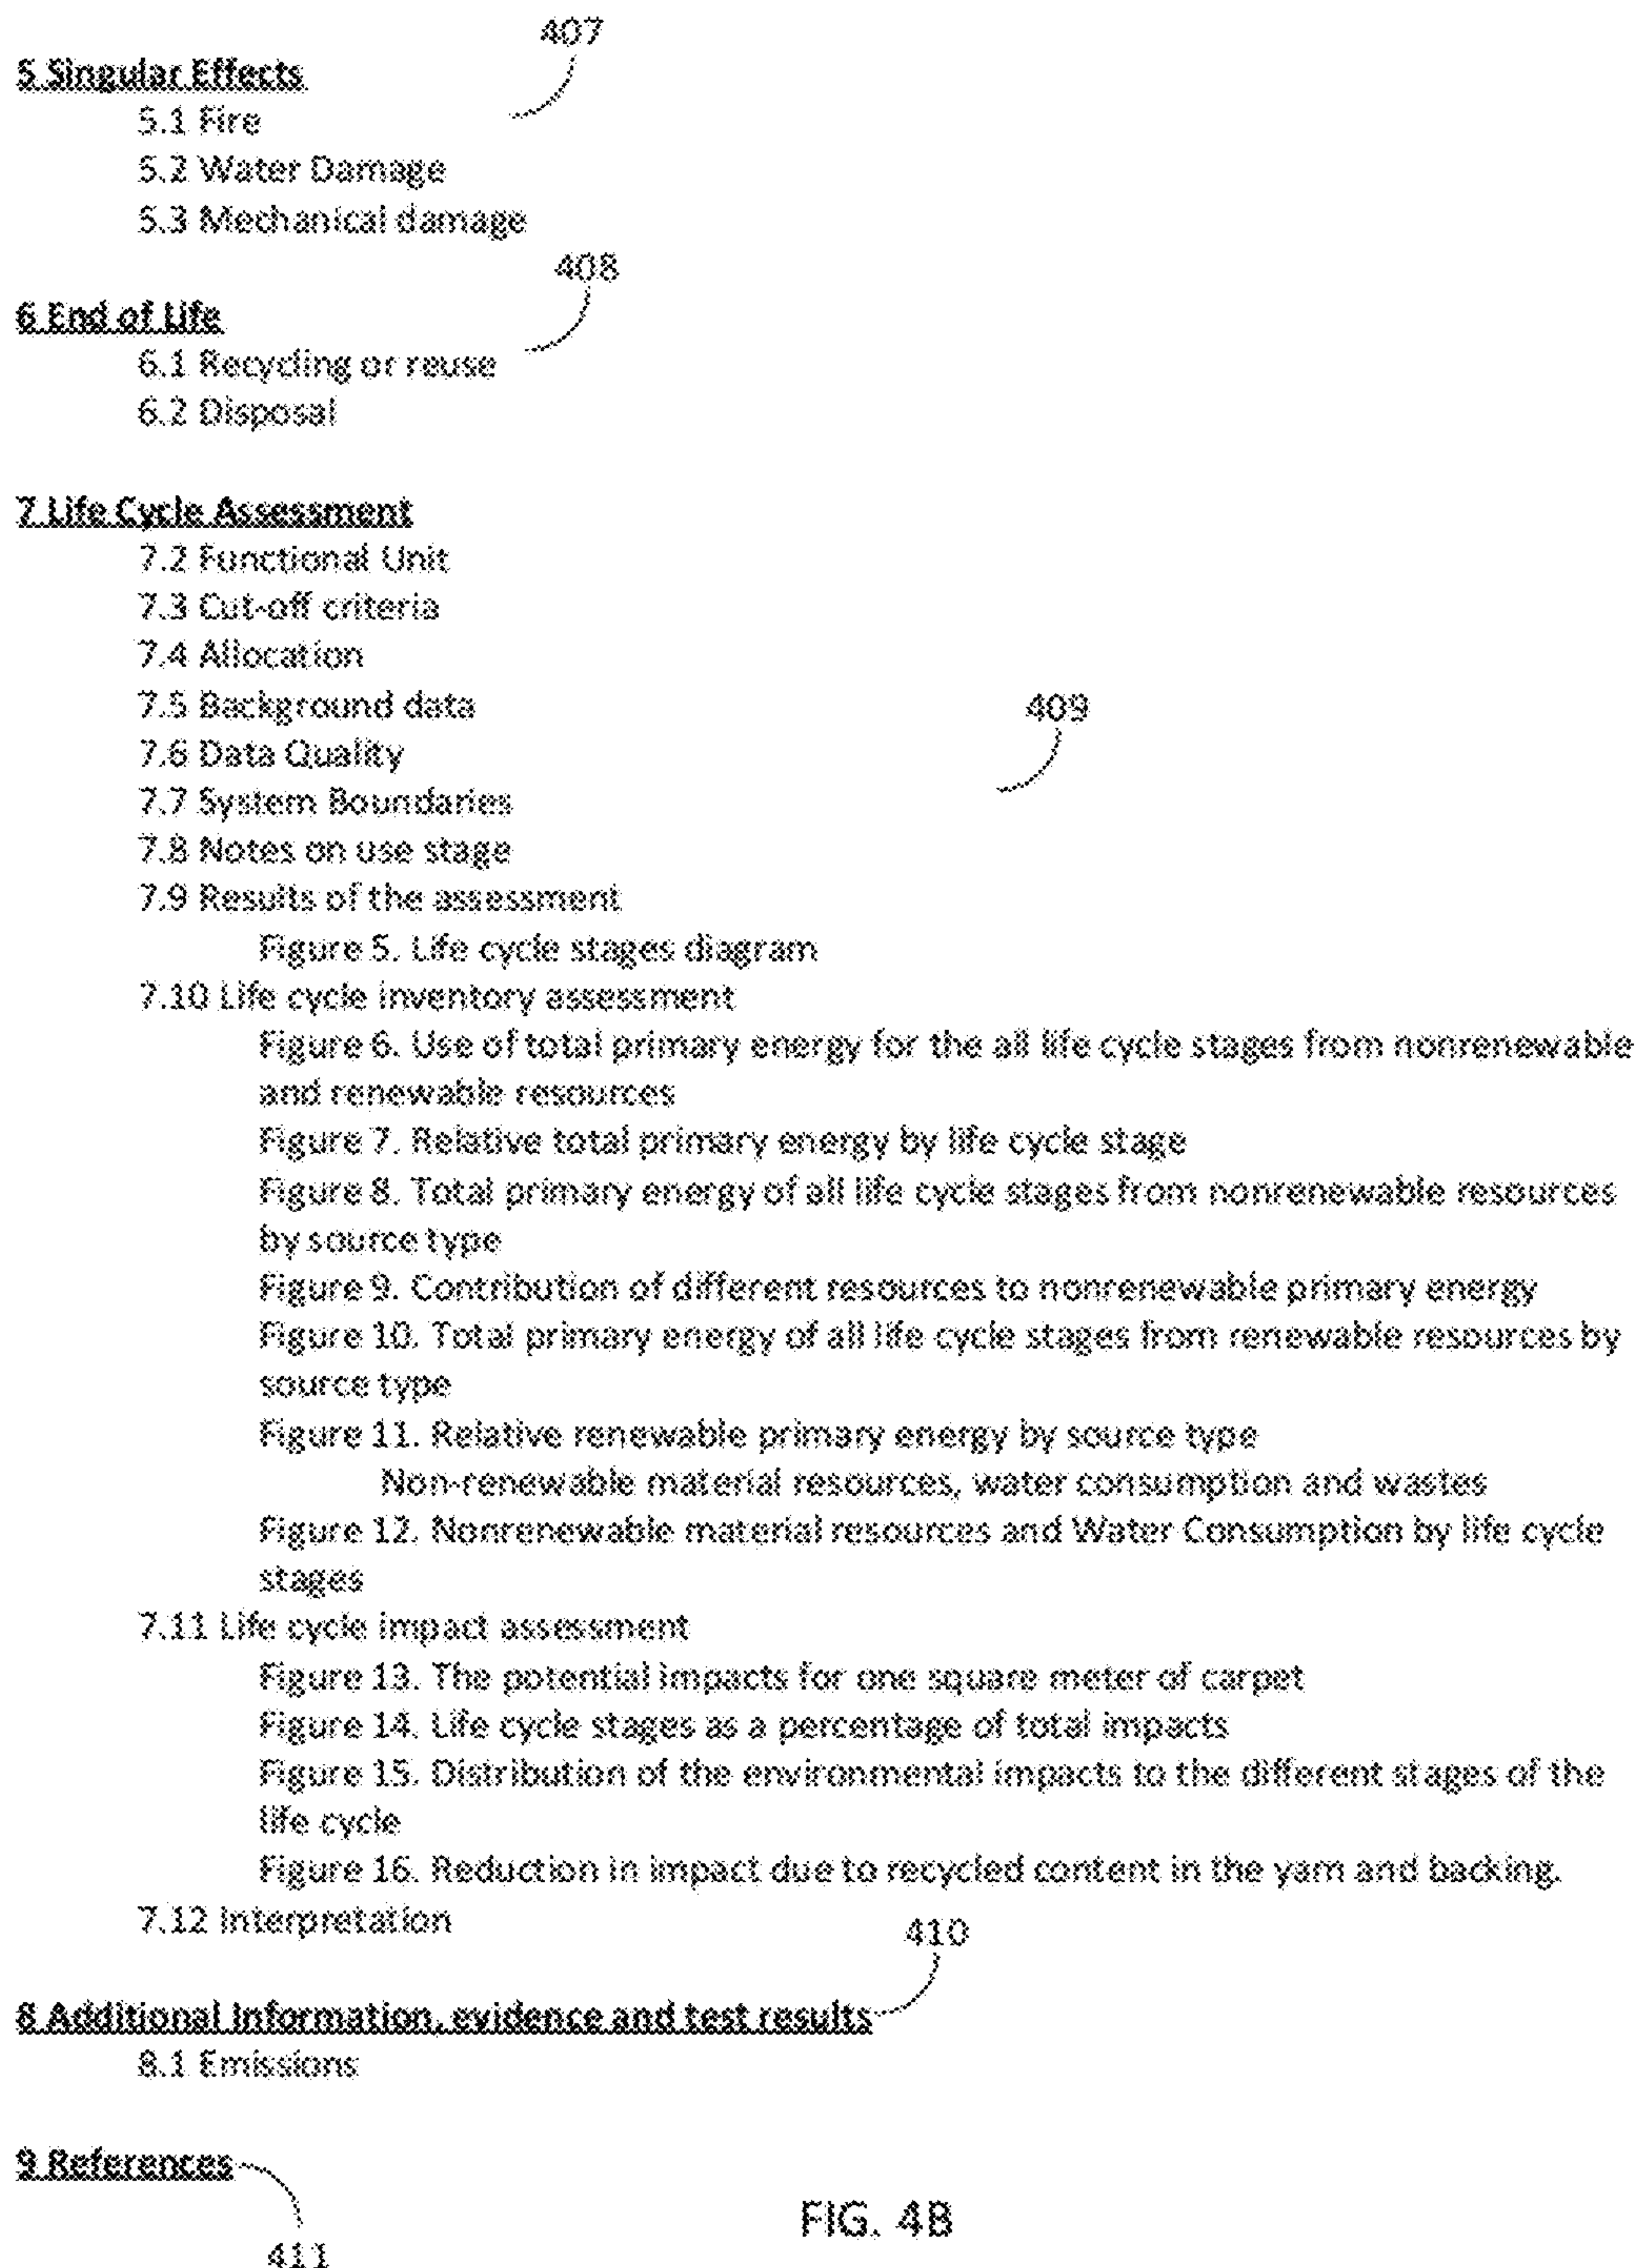 407
5 Singular Effects
5.1 Fire
5.2 Water Damage
5.3 Mechanical damage
408
6 End of Life
6.1 Recycling or reuse
6.2 Disposal
7 Life Cycle Assessment
7.2 Functional Unit
7.3 Cut-off criteria
7.4 Allocation
7.5 Background data
409
7.6 Data Quality
7.7 System Boundaries
7.8 Notes on use stage
7.9 Results of the assessment
Figure 5. Life cycle stages diagram
7.10 Life cycle inventory assessment
Figure 6. Use of total primary energy for the all life cycle stages from nonrenewable
and renewable resources
Figure 7. Relative total primary energy by life cycle stage
Figure 8. Total primary energy of all life cycle stages from nonrenewable resources
by source type
Figure 9. Contribution of different resources to nonrenewable primary energy
Figure 10. Total primary energy of all life cycle stages from renewable resources by
source type
Figure 11. Relative renewable primary energy by source type
Non-renewable material resources, water consumption and wastes
Figure 12. Nonrenewable material resources and Water Consumption by life cycle
stages
7.11 Life cycle impact assessment
Figure 13. The potential impacts for one square meter of carpet
Figure 14. Life cycle stages as a percentage of total impacts
Figure 15. Distribution of the environmental impacts to the different stages of the
life cycle
Figure 16. Reduction in impact due to recycled content in the yarn and backing.
7.12 Interpretation
410
8 Additional Information, evidence and test results
8.1 Emissions
9 References
411
FIG. 4B